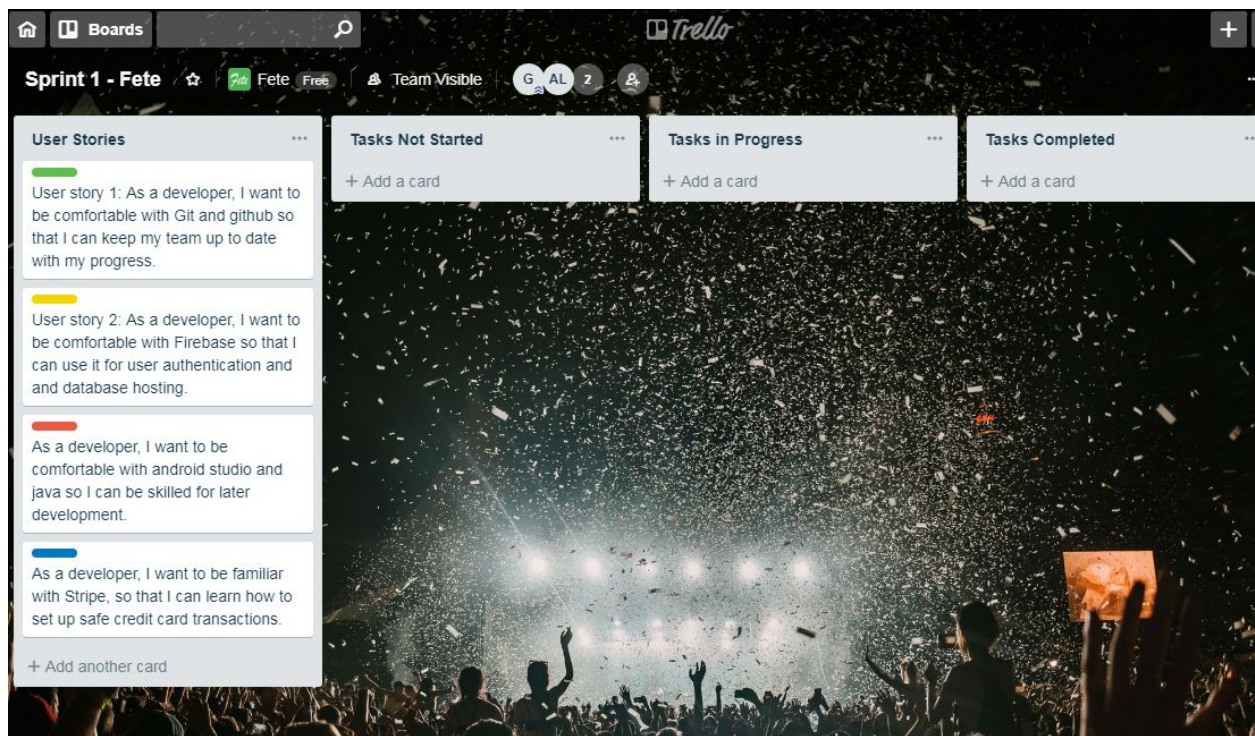 Boards
Trello
Sprint 1 - Fete
Fete
Fete Free
Team Visible
G AL 2
User Stories
User story 1: As a developer, I want to
be comfortable with Git and github so
that I can keep my team up to date
with my progress.
User story 2: As a developer, I want to
be comfortable with Firebase so that I
can use it for user authentication and
and database hosting.
As a developer, I want to be
comfortable with android studio and
java so I can be skilled for later
development.
As a developer, I want to be familiar
with Stripe, so that I can learn how to
set up safe credit card transactions.
+ Add another card
Tasks Not Started
+ Add a card
Tasks in Progress
+ Add a card
Tasks Completed
+ Add a card